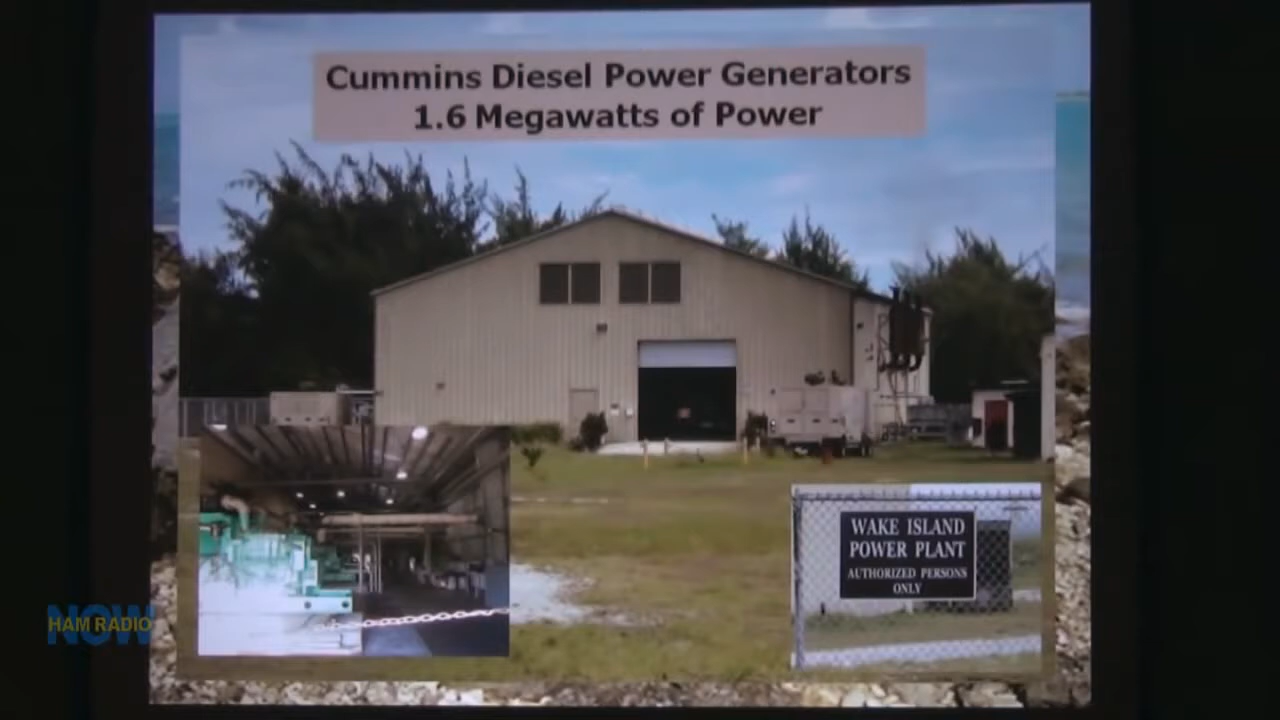 Cummins Diesel Power Generators
1.6 Megawatts of Power
WAKE ISLAND
POWER PLANT
AUTHORIZED PERSONS
ONLY
NOW
HAM RADIO